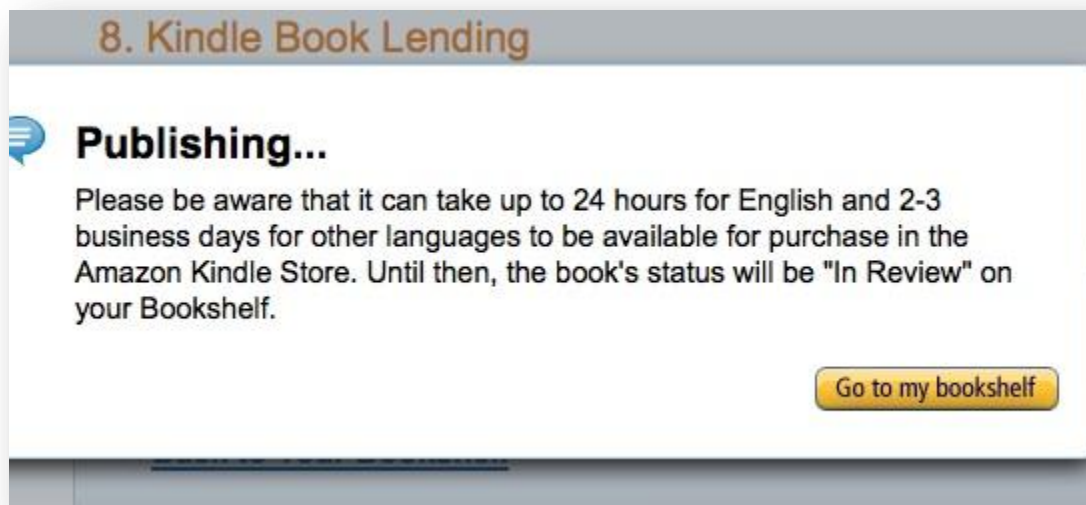 8. Kindle Book Lending
Publishing...
Please be aware that it can take up to 24 hours for English and 2-3
business days for other languages to be available for purchase in the
Amazon Kindle Store. Until then, the book's status will be "In Review" on
your Bookshelf.
Go to my bookshelf